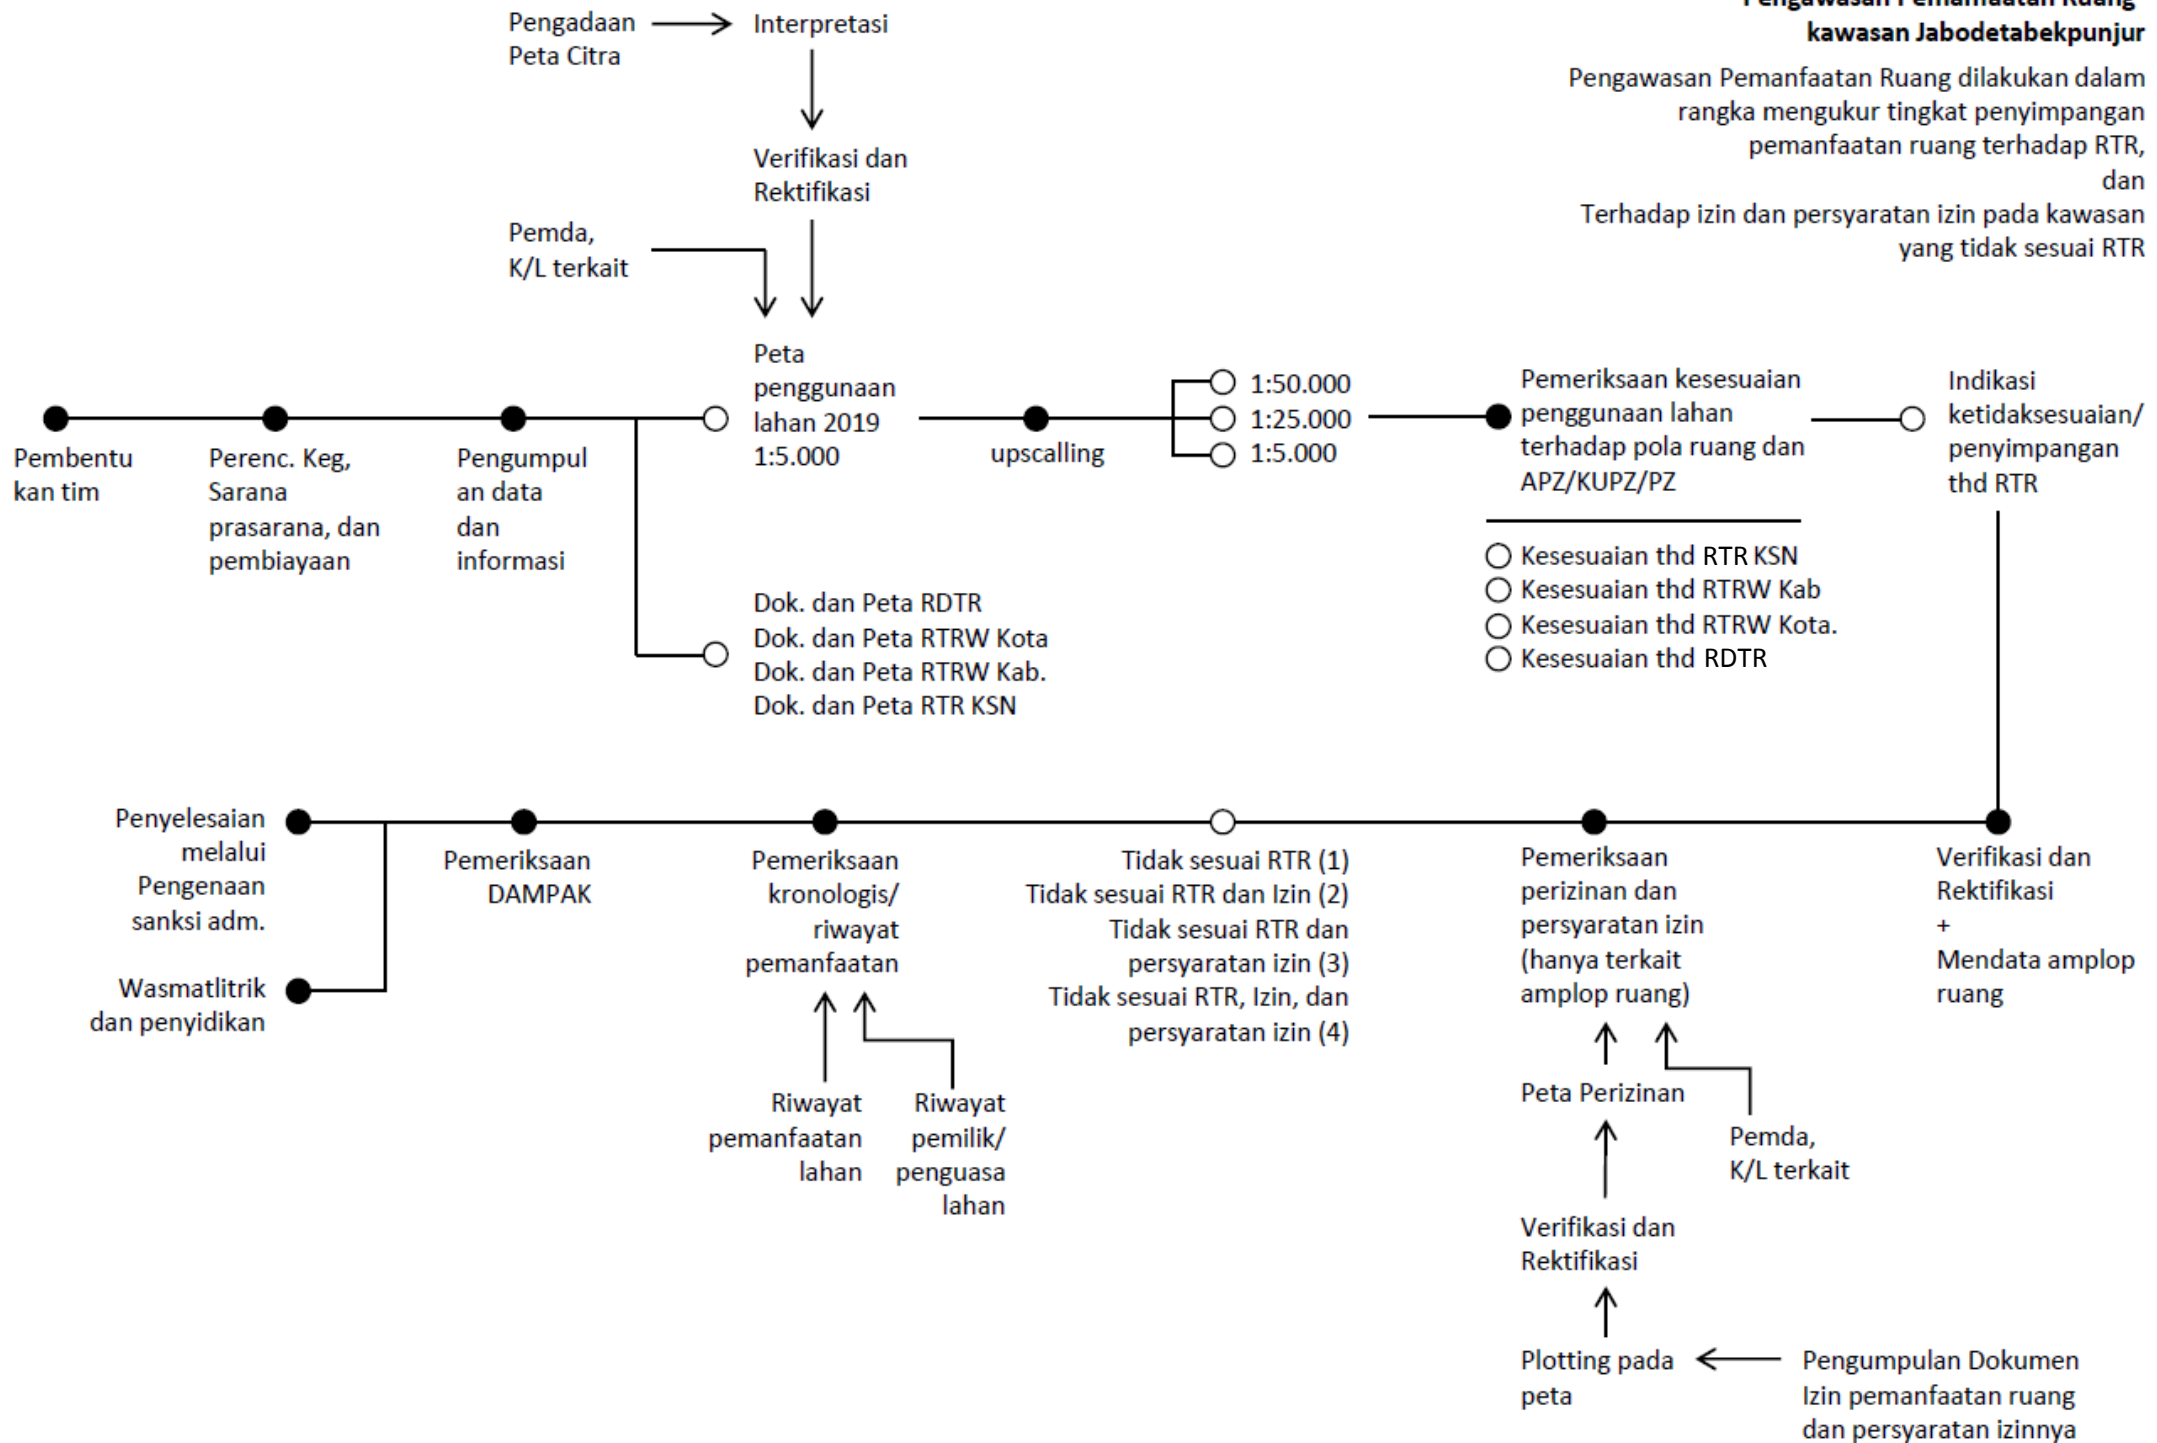 Pengawasan Pemanfaatan Ruang
kawasan Jabodetabekpunjur
Pengawasan Pemanfaatan Ruang dilakukan dalam
rangka mengukur tingkat penyimpangan
pemanfaatan ruang terhadap RTR,
dan
Terhadap izin dan persyaratan izin pada kawasan
yang tidak sesuai RTR
Pengadaan
Peta Citra
Interpretasi
Verifikasi dan
Rektifikasi
Pemda,
K/L terkait
Pembentu
kan tim
Perenc. Keg,
Sarana
prasarana, dan
pembiayaan
Pengumpul
an data
dan
informasi
Peta
penggunaan
lahan 2019
1:5.000
Dok. dan Peta RDTR
Dok. dan Peta RTRW Kota
Dok. dan Peta RTRW Kab.
Dok. dan Peta RTR KSN
upscalling
1:50.000
1:25.000
1:5.000
Pemeriksaan kesesuaian
penggunaan lahan
terhadap pola ruang dan
APZ/KUPZ/PZ
Kesesuaian thd RTR KSN
Kesesuaian thd RTRW Kab
Kesesuaian thd RTRW Kota.
Kesesuaian thd RDTR
Indikasi
ketidaksesuaian/
penyimpangan
thd RTR
Verifikasi dan
Rektifikasi
+
Mendata amplop
ruang
Pemeriksaan
perizinan dan
persyaratan izin
(hanya terkait
amplop ruang)
Peta Perizinan
Pemda,
K/L terkait
Verifikasi dan
Rektifikasi
Plotting pada
peta
Pengumpulan Dokumen
Izin pemanfaatan ruang
dan persyaratan izinnya
Tidak sesuai RTR (1)
Tidak sesuai RTR dan Izin (2)
Tidak sesuai RTR dan
persyaratan izin (3)
Tidak sesuai RTR, Izin, dan
persyaratan izin (4)
Pemeriksaan
kronologis/
riwayat
pemanfaatan
Riwayat
pemanfaatan
lahan
Riwayat
pemilik/
penguasa
lahan
Pemeriksaan
DAMPAK
Penyelesaian
melalui
Pengenaan
sanksi adm.
Wasmatlitrik
dan penyidikan